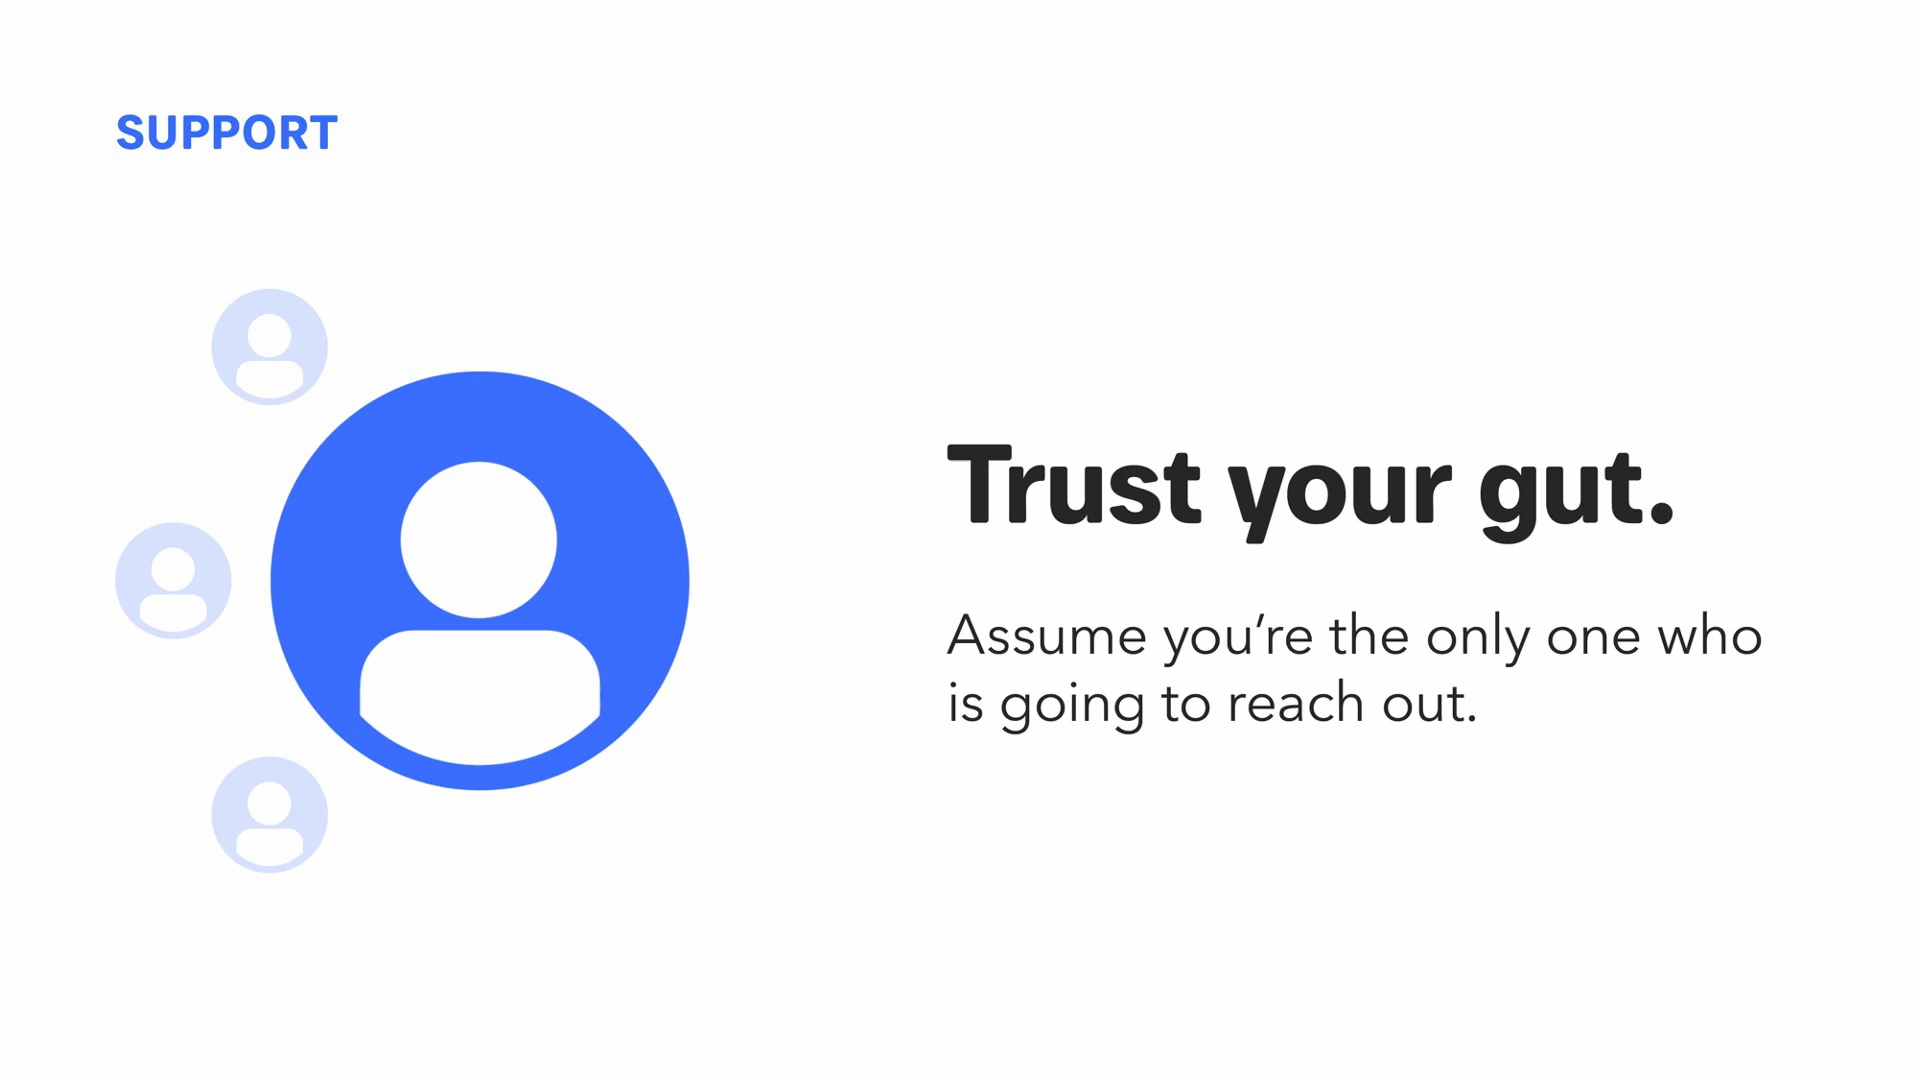 SUPPORT
Trust your gut.
Assume you’re the only one who
is going to reach out.